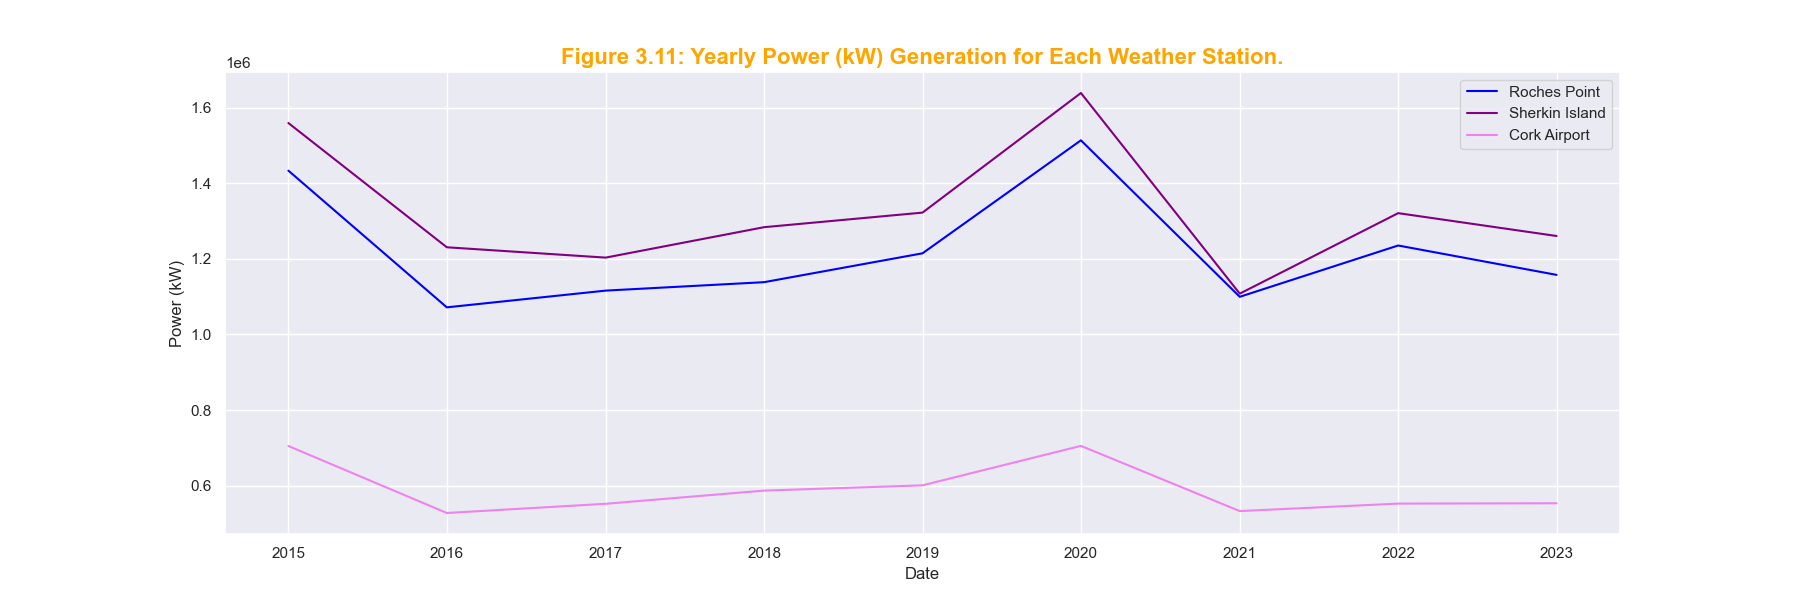 Figure 3.11: Yearly Power (kW) Generation for Each Weather Station.
1e6
Roches Point
Sherkin Island
Cork Airport
1.6
1.4
1.2
1.0
0.8
0.6
Power (kW)
2015 2016 2017 2018 2019 2020 2021 2022 2023
Date